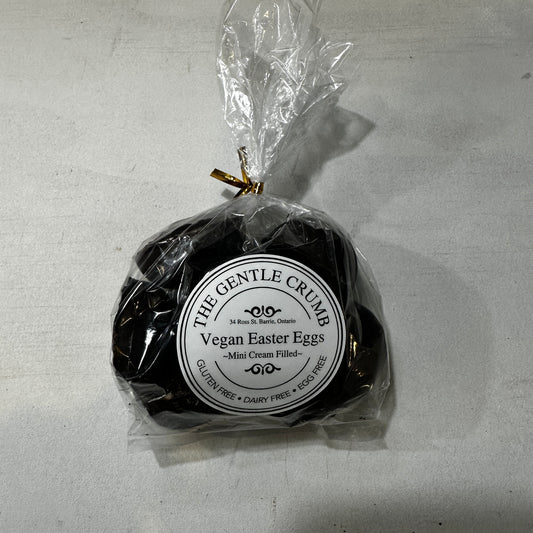 THE GENTLE CRUMB
34 Ross St. Barrie, Ontario
Vegan Easter Eggs
~Mini Cream Filled~
GLUTEN FREE • DAIRY FREE • EGG FREE